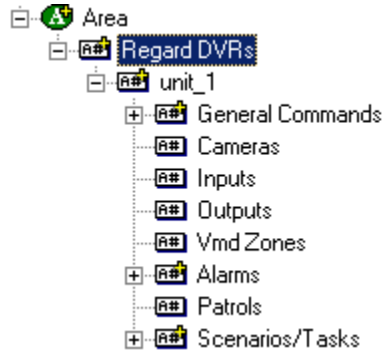 Area
Regard DVRs
unit_1
General Commands
Cameras
Inputs
Outputs
Vmd Zones
Alarms
Patrols
Scenarios/Tasks